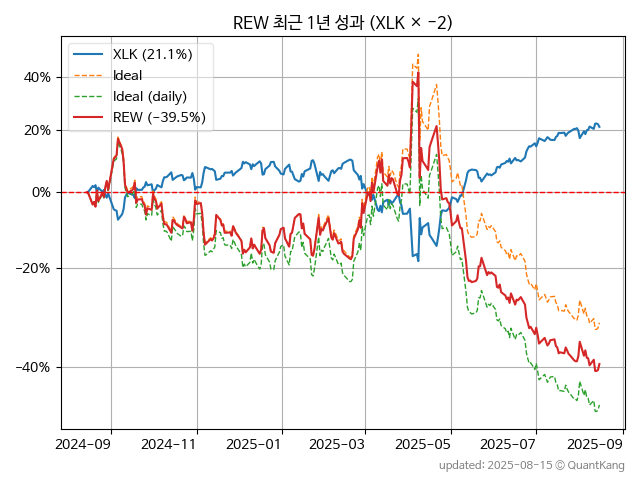 REW 최근 1년 성과 (XLK × −2)
XLK (21.1%)
Ideal
Ideal (daily)
REW (−39.5%)
40%
20%
0%
−20%
−40%
2024-09 2024-11 2025-01 2025-03 2025-05 2025-07 2025-09
updated: 2025-08-15 © QuantKang